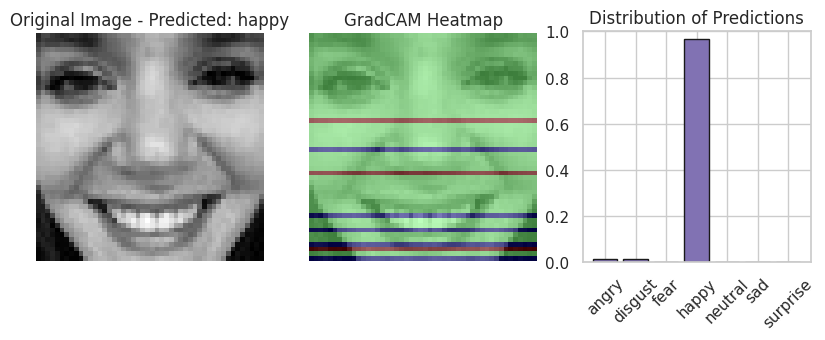 Original Image - Predicted: happy
GradCAM Heatmap
Distribution of Predictions
1.0
0.8
0.6
0.4
0.2
0.0
angry
disgust
fear
happy
neutral
sad
surprise